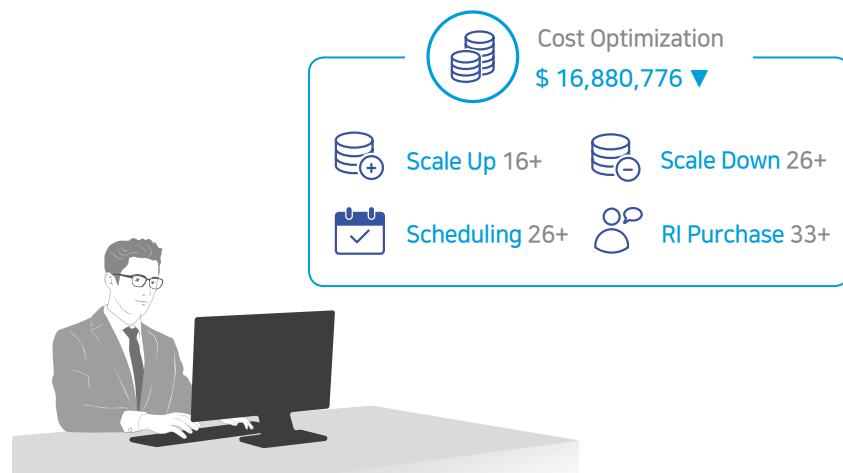 Cost Optimization
$ 16,880,776 ▼
Scale Up 16+
Scale Down 26+
Scheduling 26+
RI Purchase 33+